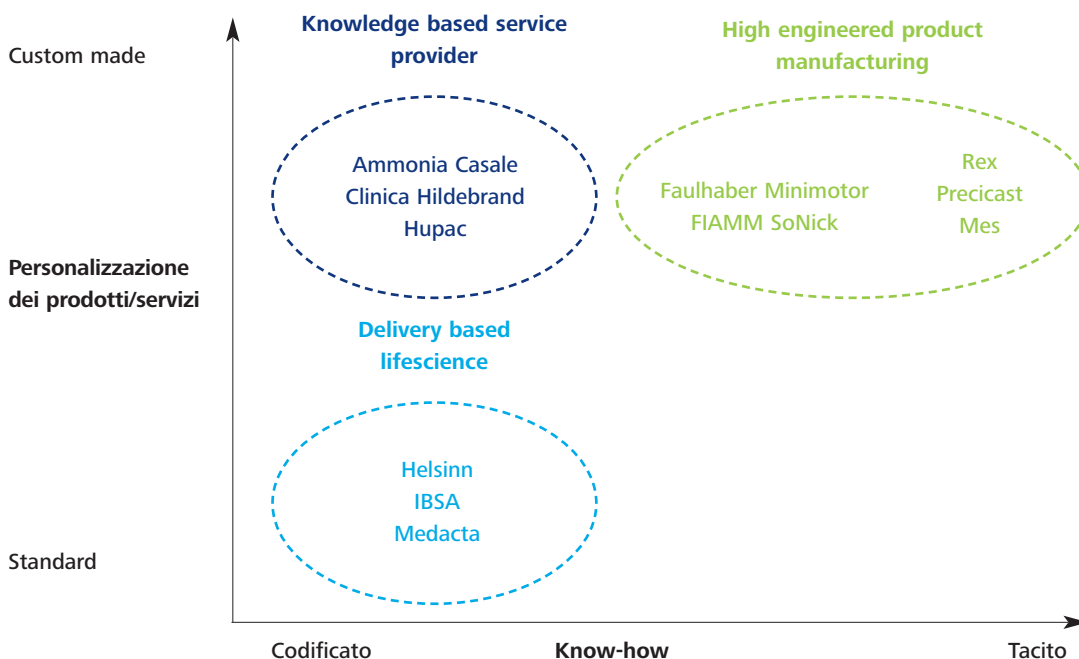 Knowledge based service
provider
High engineered product
manufacturing
Custom made
Ammonia Casale
Clinica Hildebrand
Hupac
Faulhaber Minimotor
FIAMM SoNick
Rex
Precicast
Mes
Personalizzazione
dei prodotti/servizi
Delivery based
lifescience
Helsinn
IBSA
Medacta
Standard
Codificato
Know-how
Tacito